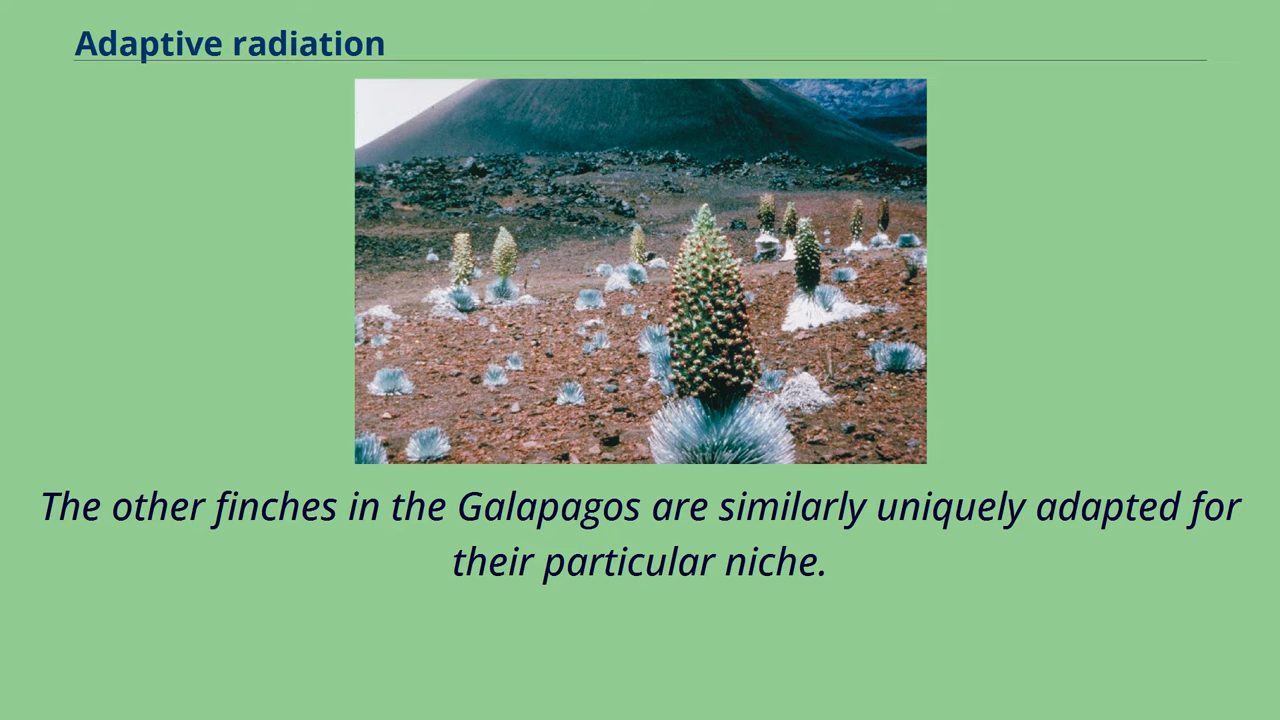 Adaptive radiation
The other finches in the Galapagos are similarly uniquely adapted for
their particular niche.